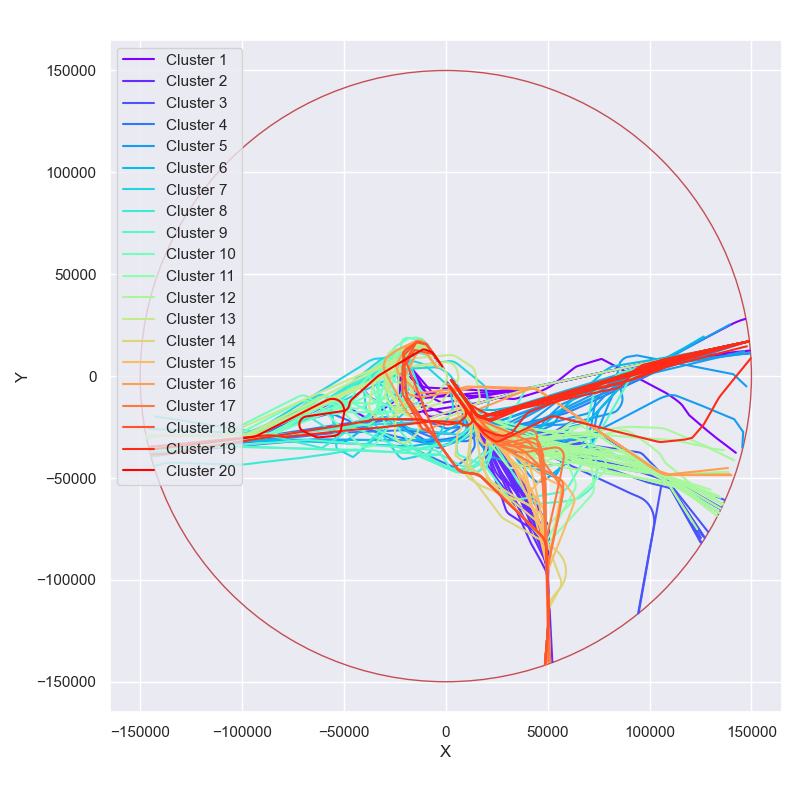 150000
100000
50000
0
−50000
−100000
−150000
Y
Cluster 1
Cluster 2
Cluster 3
Cluster 4
Cluster 5
Cluster 6
Cluster 7
Cluster 8
Cluster 9
Cluster 10
Cluster 11
Cluster 12
Cluster 13
Cluster 14
Cluster 15
Cluster 16
Cluster 17
Cluster 18
Cluster 19
Cluster 20
−150000 −100000 −50000 0 50000 100000 150000
X